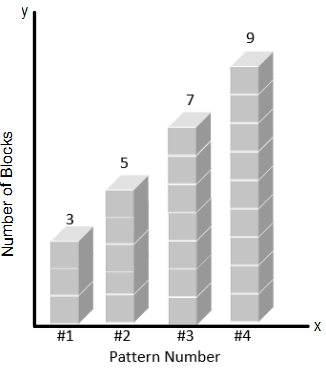 y
9
7
5
3
Number of Blocks
x
#1 #2 #3 #4
Pattern Number